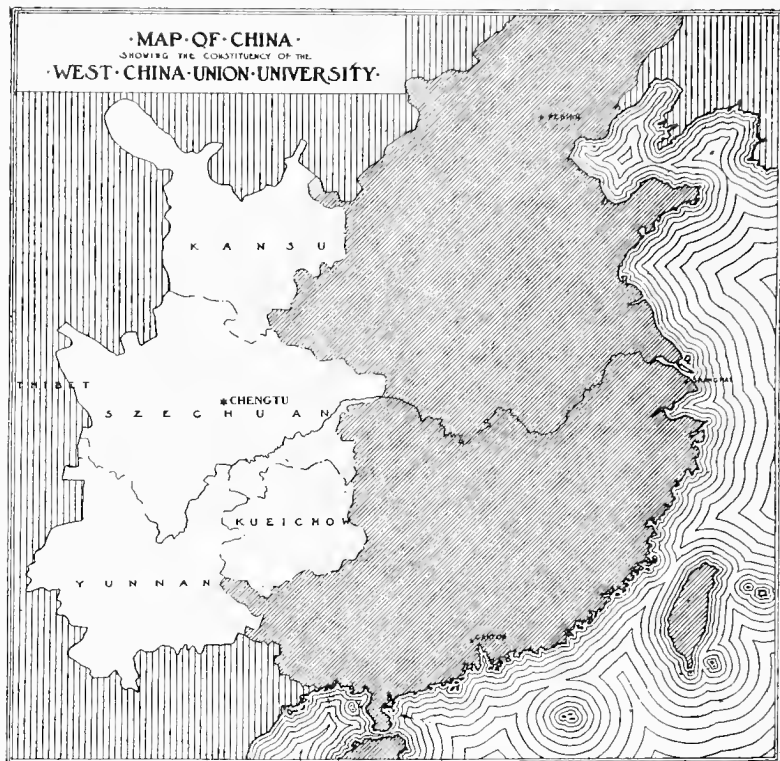 ·MAP·OF·CHINA·
SHOWING THE CONSTITUENCY OF THE
·WEST·CHINA·UNION·UNIVERSITY·
PEKING
KANSU
THIBET
SHANGHAI
CHENGTU
SZECHUAN
KUEICHOW
YUNNAN
CANTON